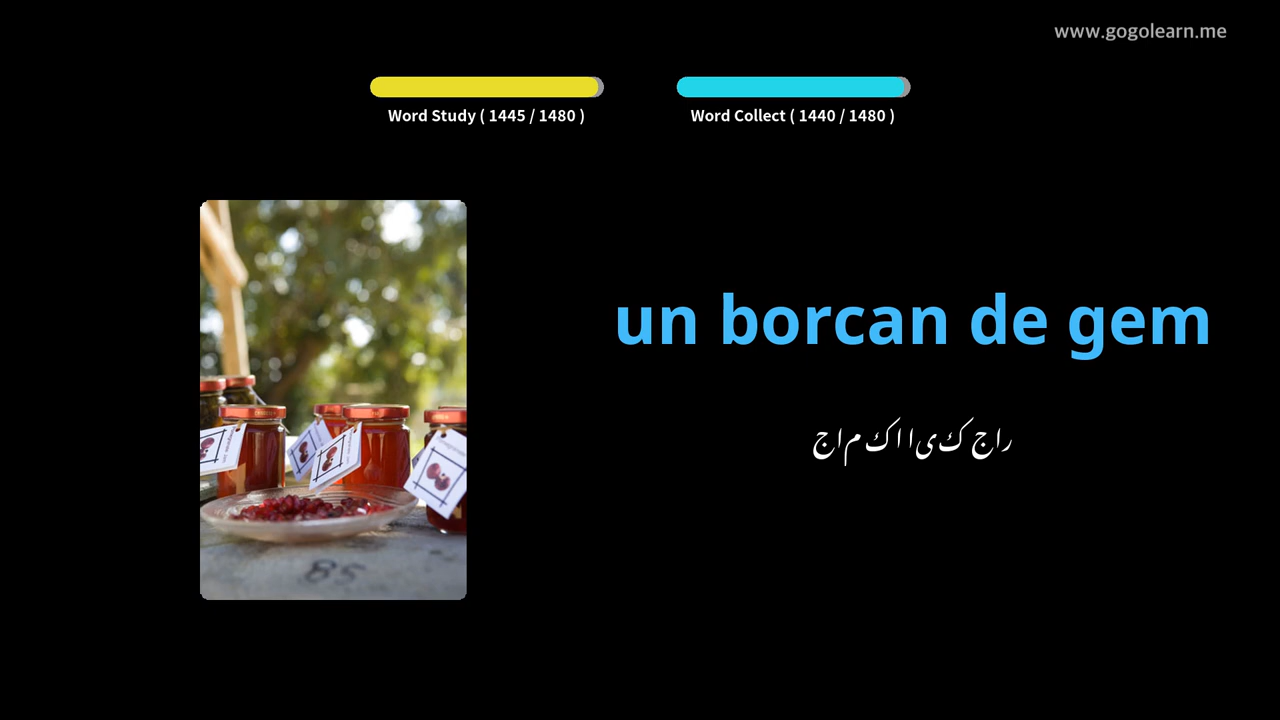 www.gogolearn.me
Word Study ( 1445 / 1480 )
Word Collect ( 1440 / 1480 )
un borcan de gem
جام کا ایک جار
85